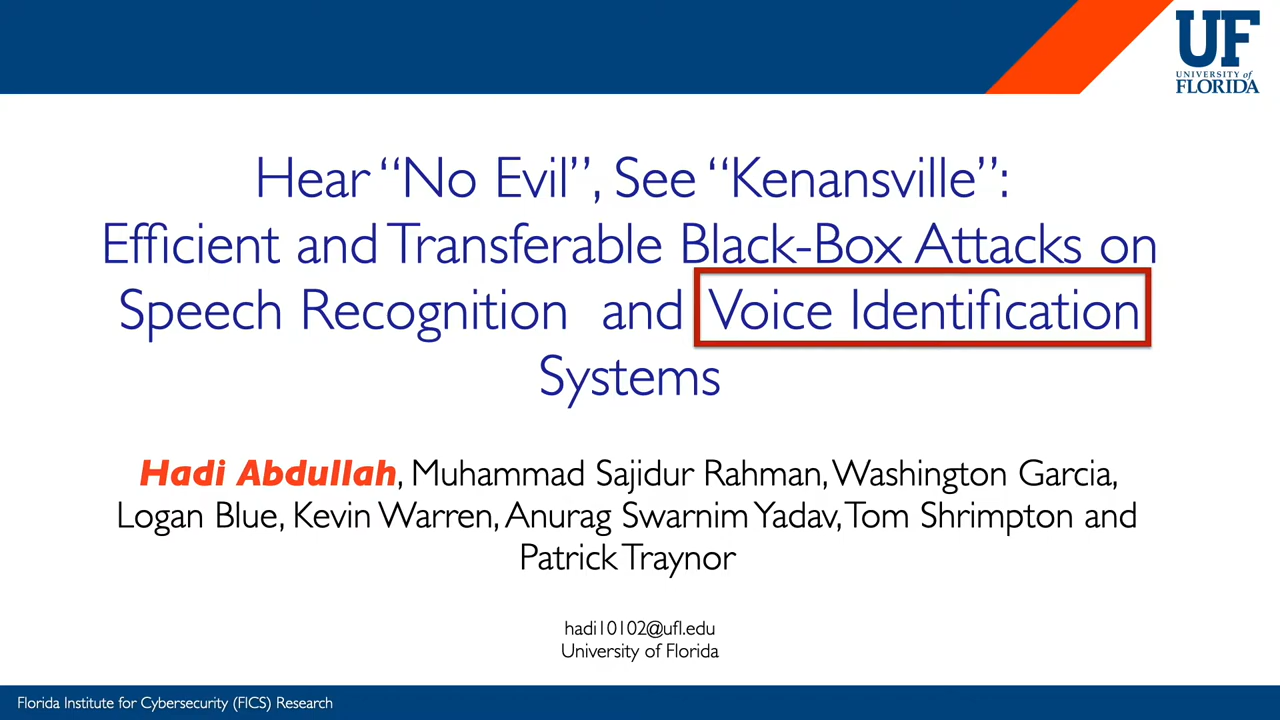 UF
UNIVERSITY of
FLORIDA
Hear “No Evil”, See “Kenansville”:
Efficient and Transferable Black-Box Attacks on
Speech Recognition and Voice Identification
Systems
Hadi Abdullah, Muhammad Sajidur Rahman, Washington Garcia,
Logan Blue, Kevin Warren, Anurag Swarnim Yadav, Tom Shrimpton and
Patrick Traynor
hadi10102@ufl.edu
University of Florida
Florida Institute for Cybersecurity (FICS) Research